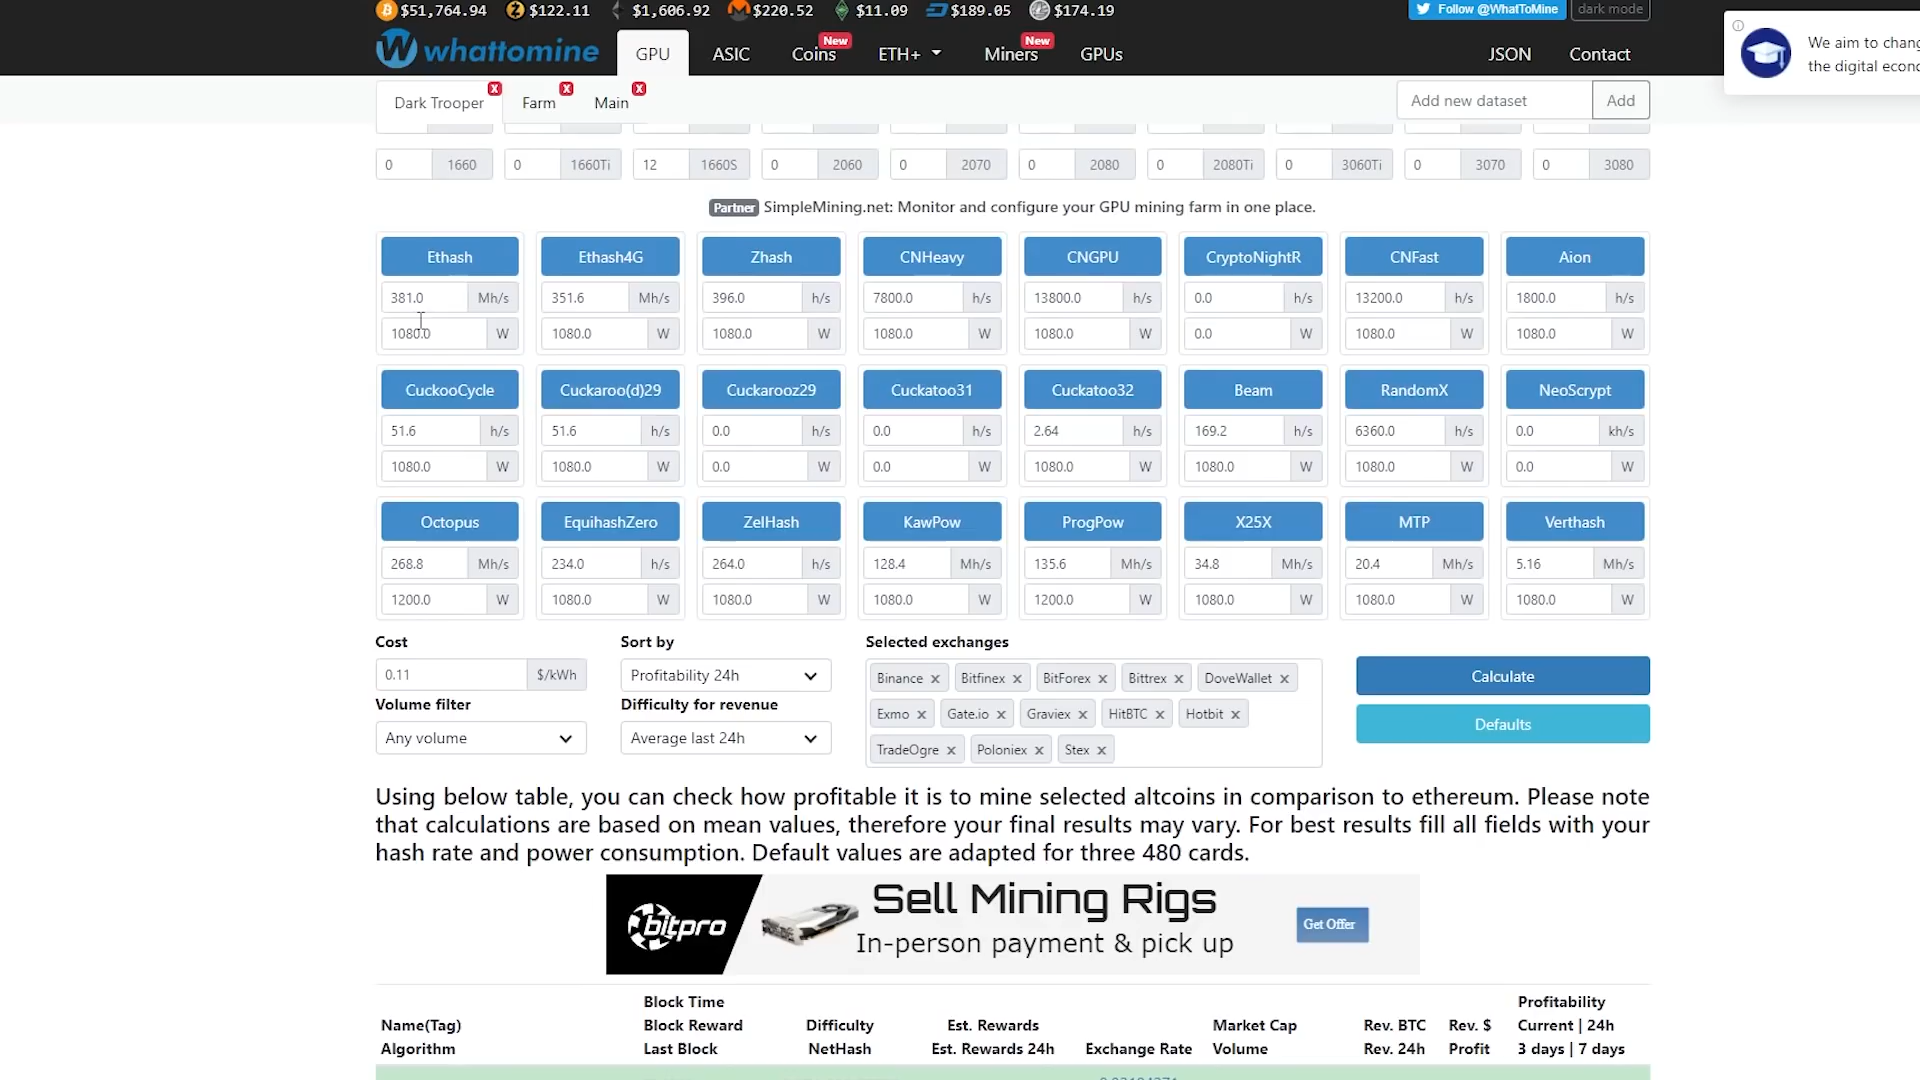 $51,764.94 $122.11 $1,606.92 $220.52 $11.09 $189.05 $174.19 Follow @WhatToMine dark mode
whattomine GPU ASIC Coins New ETH+ Miners New GPUs JSON Contact
We aim to chang
the digital econo
Dark Trooper X Farm X Main X Add new dataset Add
0 1660 0 1660Ti 12 1660S 0 2060 0 2070 0 2080 0 2080Ti 0 3060Ti 0 3070 0 3080
Partner SimpleMining.net: Monitor and configure your GPU mining farm in one place.
Ethash Ethash4G Zhash CNHeavy CNGPU CryptoNightR CNFast Aion
381.0 Mh/s 351.6 Mh/s 396.0 h/s 7800.0 h/s 13800.0 h/s 0.0 h/s 13200.0 h/s 1800.0 h/s
1080.0 W 1080.0 W 1080.0 W 1080.0 W 1080.0 W 0.0 W 1080.0 W 1080.0 W
CuckooCycle Cuckaroo(d)29 Cuckarooz29 Cuckatoo31 Cuckatoo32 Beam RandomX NeoScrypt
51.6 h/s 51.6 h/s 0.0 h/s 0.0 h/s 2.64 h/s 169.2 h/s 6360.0 h/s 0.0 kh/s
1080.0 W 1080.0 W 0.0 W 0.0 W 1080.0 W 1080.0 W 1080.0 W 0.0 W
Octopus EquihashZero ZelHash KawPow ProgPow X25X MTP Verthash
268.8 Mh/s 234.0 h/s 264.0 h/s 128.4 Mh/s 135.6 Mh/s 34.8 Mh/s 20.4 Mh/s 5.16 Mh/s
1200.0 W 1080.0 W 1080.0 W 1080.0 W 1200.0 W 1080.0 W 1080.0 W 1080.0 W
Cost Sort by Selected exchanges
0.11 $/kWh Profitability 24h Binance × Bitfinex × BitForex × Bittrex × DoveWallet × Calculate
Volume filter Difficulty for revenue Exmo × Gate.io × Graviex × HitBTC × Hotbit × Defaults
Any volume Average last 24h TradeOgre × Poloniex × Stex ×
Using below table, you can check how profitable it is to mine selected altcoins in comparison to ethereum. Please note
that calculations are based on mean values, therefore your final results may vary. For best results fill all fields with your
hash rate and power consumption. Default values are adapted for three 480 cards.
bitpro Sell Mining Rigs Get Offer
In-person payment & pick up
Block Time Profitability
Name(Tag) Block Reward Difficulty Est. Rewards Market Cap Rev. BTC Rev. $ Current | 24h
Algorithm Last Block NetHash Est. Rewards 24h Exchange Rate Volume Rev. 24h Profit 3 days | 7 days